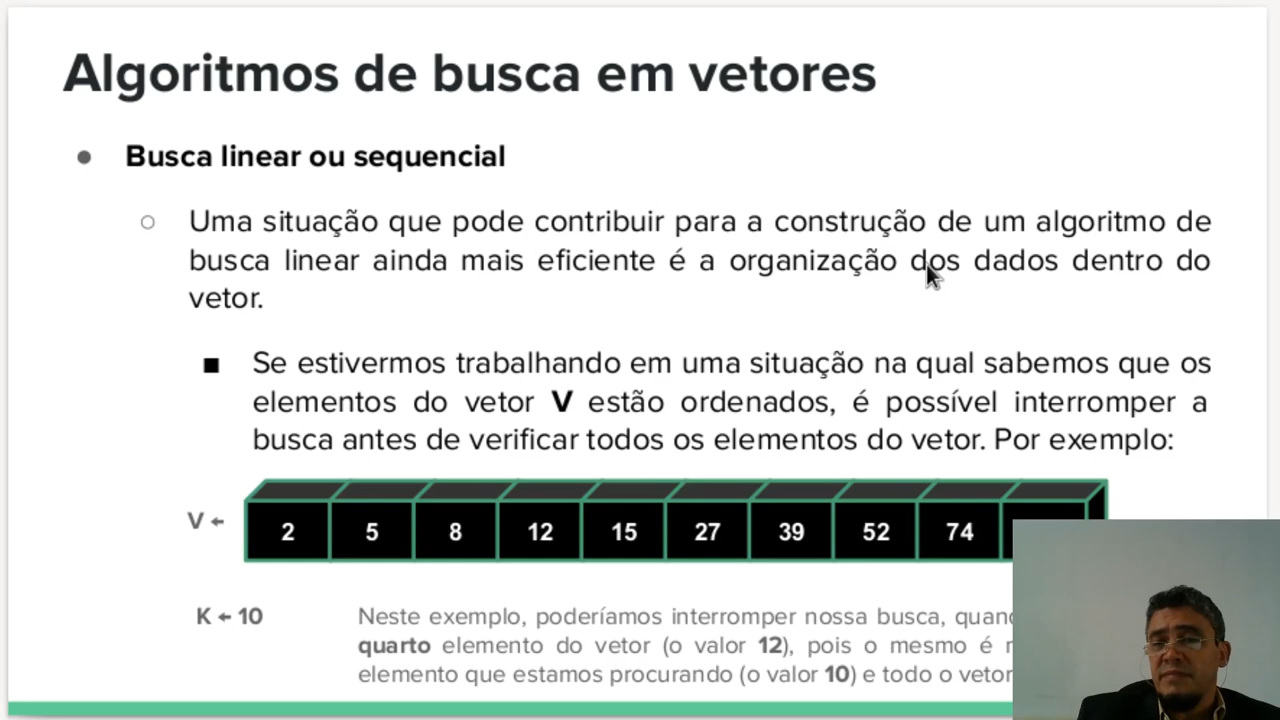 Algoritmos de busca em vetores
Busca linear ou sequencial
Uma situação que pode contribuir para a construção de um algoritmo de
busca linear ainda mais eficiente é a organização dos dados dentro do
vetor.
Se estivermos trabalhando em uma situação na qual sabemos que os
elementos do vetor V estão ordenados, é possível interromper a
busca antes de verificar todos os elementos do vetor. Por exemplo:
V ← 2 5 8 12 15 27 39 52 74
K ← 10 Neste exemplo, poderíamos interromper nossa busca,
quarto elemento do vetor (o valor 12), pois o mesmo é
elemento que estamos procurando (o valor 10) e todo o vetor